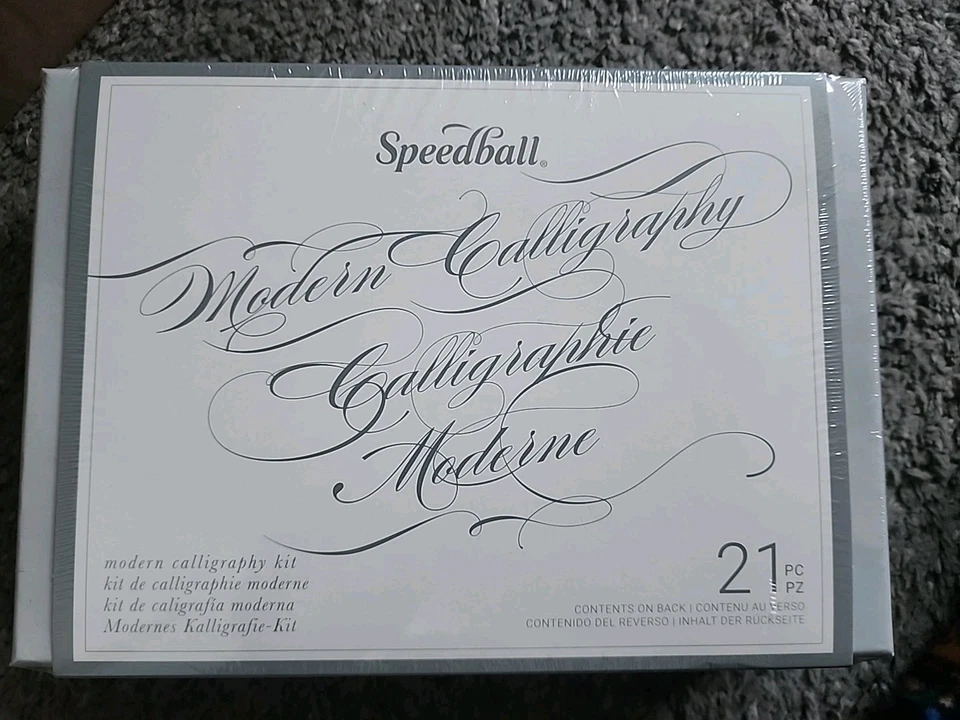 Speedball®
Modern Calligraphy
Calligraphie
Moderne
modern calligraphy kit
kit de calligraphie moderne
kit de caligrafía moderna
Modernes Kalligrafie-Kit
21 PC
PZ
CONTENTS ON BACK | CONTENU AU VERSO
CONTENIDO DEL REVERSO | INHALT DER RÜCKSEITE